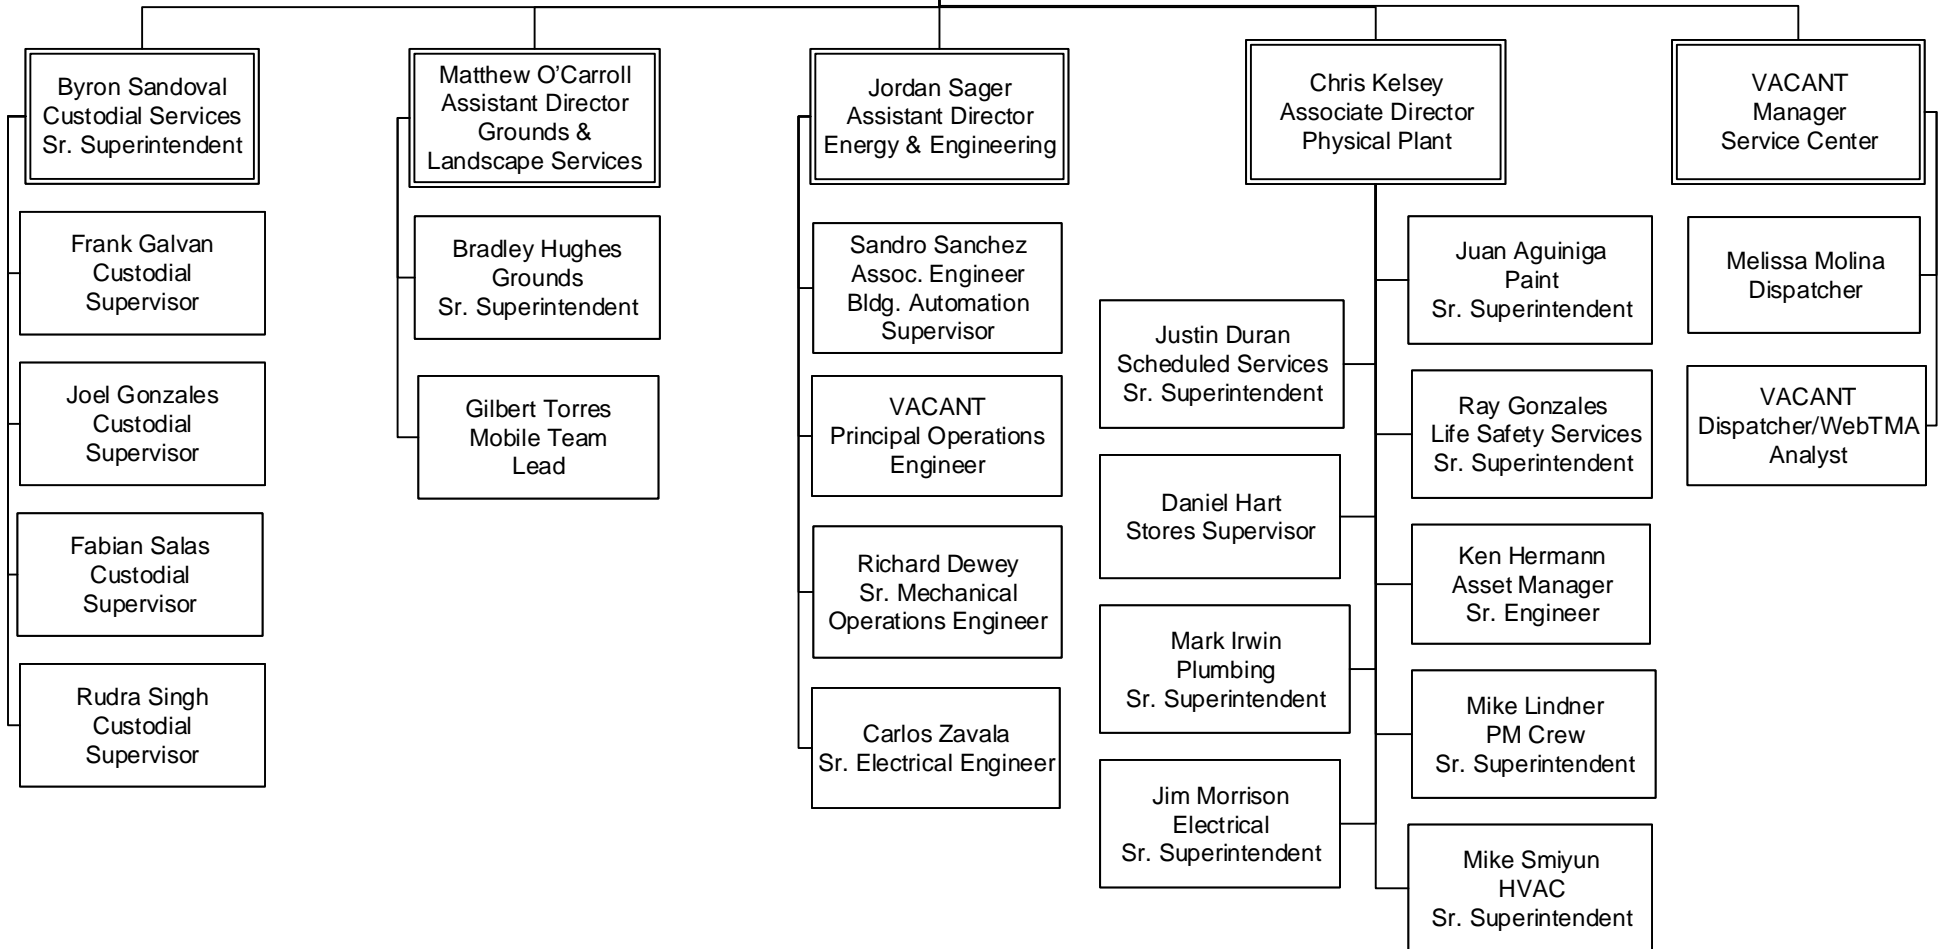 Byron Sandoval
Custodial Services
Sr. Superintendent
Frank Galvan
Custodial
Supervisor
Joel Gonzales
Custodial
Supervisor
Fabian Salas
Custodial
Supervisor
Rudra Singh
Custodial
Supervisor
Matthew O’Carroll
Assistant Director
Grounds &
Landscape Services
Bradley Hughes
Grounds
Sr. Superintendent
Gilbert Torres
Mobile Team
Lead
Jordan Sager
Assistant Director
Energy & Engineering
Sandro Sanchez
Assoc. Engineer
Bldg. Automation
Supervisor
VACANT
Principal Operations
Engineer
Richard Dewey
Sr. Mechanical
Operations Engineer
Carlos Zavala
Sr. Electrical Engineer
Chris Kelsey
Associate Director
Physical Plant
Justin Duran
Scheduled Services
Sr. Superintendent
Daniel Hart
Stores Supervisor
Mark Irwin
Plumbing
Sr. Superintendent
Jim Morrison
Electrical
Sr. Superintendent
Juan Aguiniga
Paint
Sr. Superintendent
Ray Gonzales
Life Safety Services
Sr. Superintendent
Ken Hermann
Asset Manager
Sr. Engineer
Mike Lindner
PM Crew
Sr. Superintendent
Mike Smiyun
HVAC
Sr. Superintendent
VACANT
Manager
Service Center
Melissa Molina
Dispatcher
VACANT
Dispatcher/WebTMA
Analyst